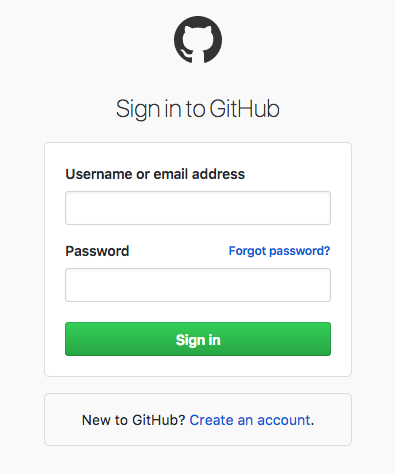 Sign in to GitHub
Username or email address
Password Forgot password?
Sign in
New to GitHub? Create an account.